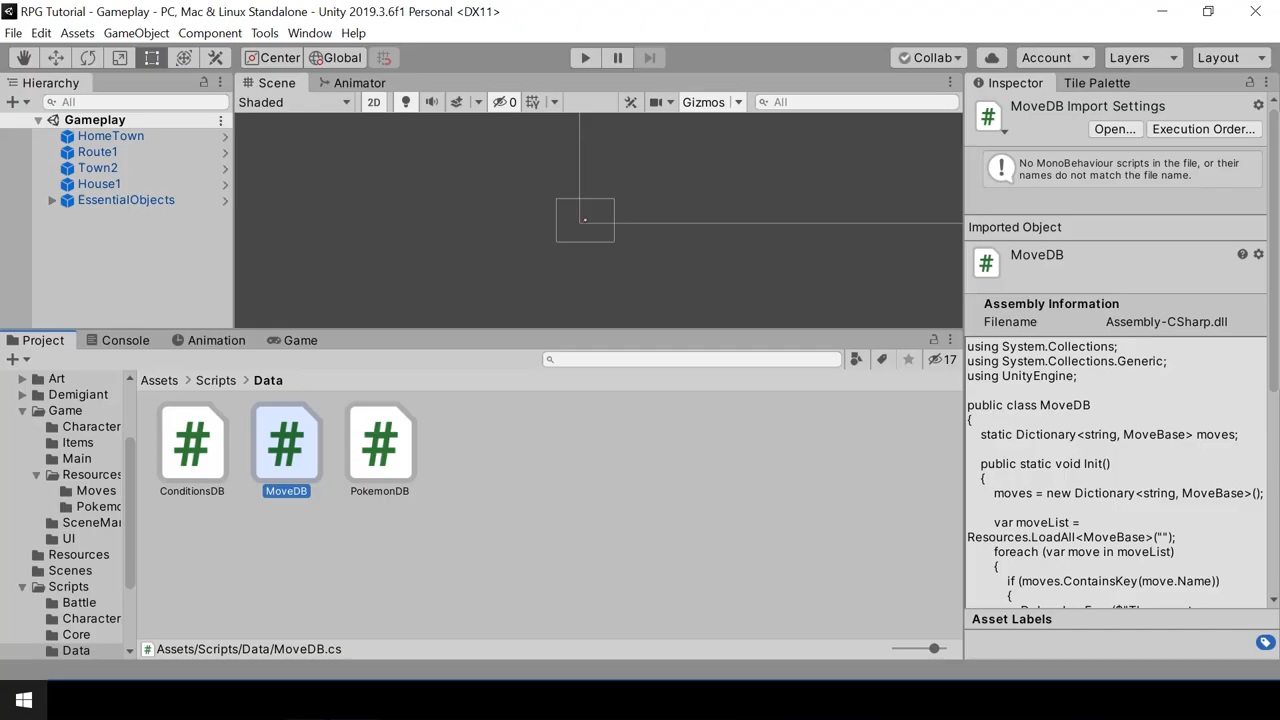 RPG Tutorial - Gameplay - PC, Mac & Linux Standalone - Unity 2019.3.6f1 Personal <DX11>
File Edit Assets GameObject Component Tools Window Help
Center Global Collab Account Layers Layout
Hierarchy
All
Gameplay
HomeTown
Route1
Town2
House1
EssentialObjects
Scene Animator
Shaded 2D 0 Gizmos All
Inspector Tile Palette
MoveDB Import Settings
Open... Execution Order...
No MonoBehaviour scripts in the file, or their
names do not match the file name.
Imported Object
MoveDB
Assembly Information
Filename Assembly-CSharp.dll
using System.Collections;
using System.Collections.Generic;
using UnityEngine;
public class MoveDB
{
static Dictionary<string, MoveBase> moves;
public static void Init()
{
moves = new Dictionary<string, MoveBase>();
var moveList =
Resources.LoadAll<MoveBase>("");
foreach (var move in moveList)
{
if (moves.ContainsKey(move.Name))
{
Asset Labels
Project Console Animation Game
17
Art
Demigiant
Game
Character
Items
Main
Resources
Moves
Pokemo
SceneMar
UI
Resources
Scenes
Scripts
Battle
Character
Core
Data
Assets > Scripts > Data
ConditionsDB
MoveDB
PokemonDB
Assets/Scripts/Data/MoveDB.cs